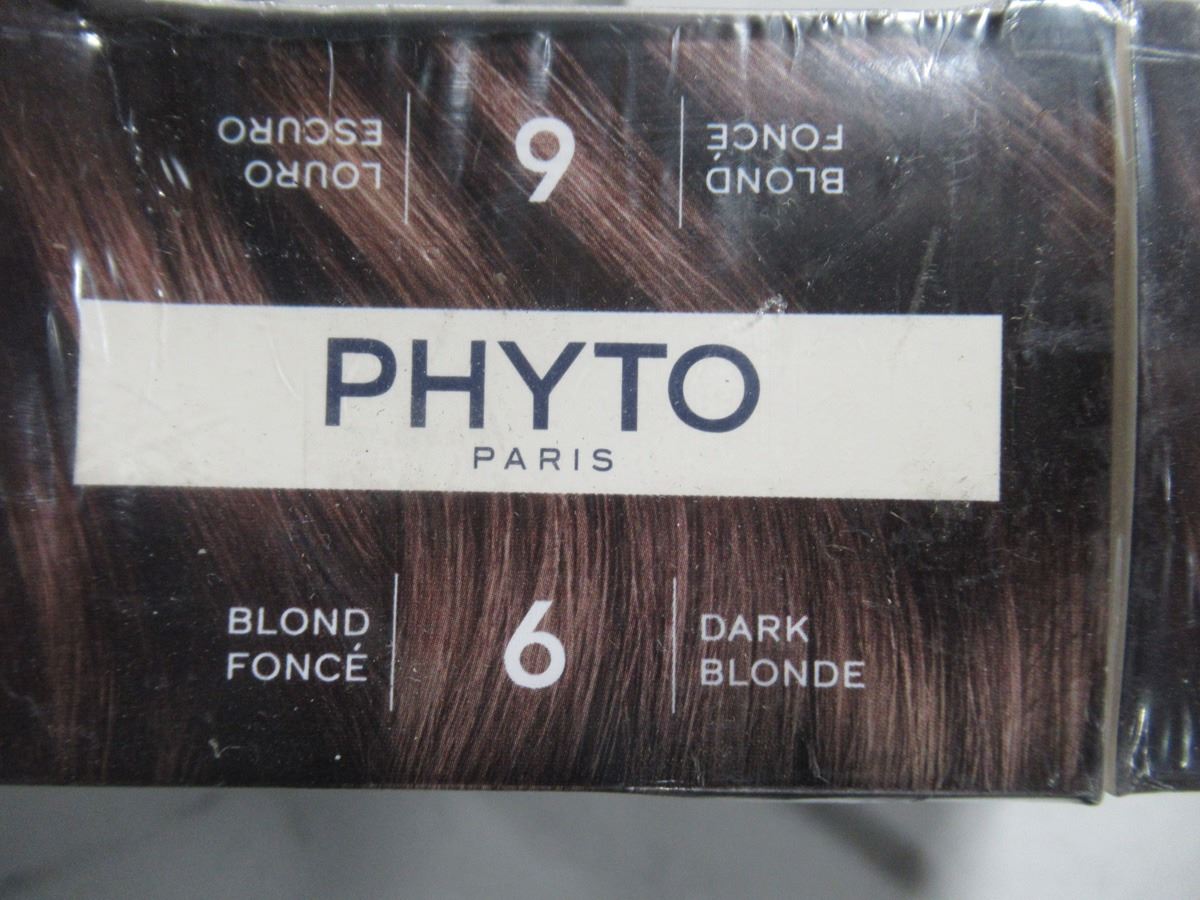 BLOND
FONCÉ
6
LOURO
ESCURO
PHYTO
PARIS
BLOND
FONCÉ
6
DARK
BLONDE